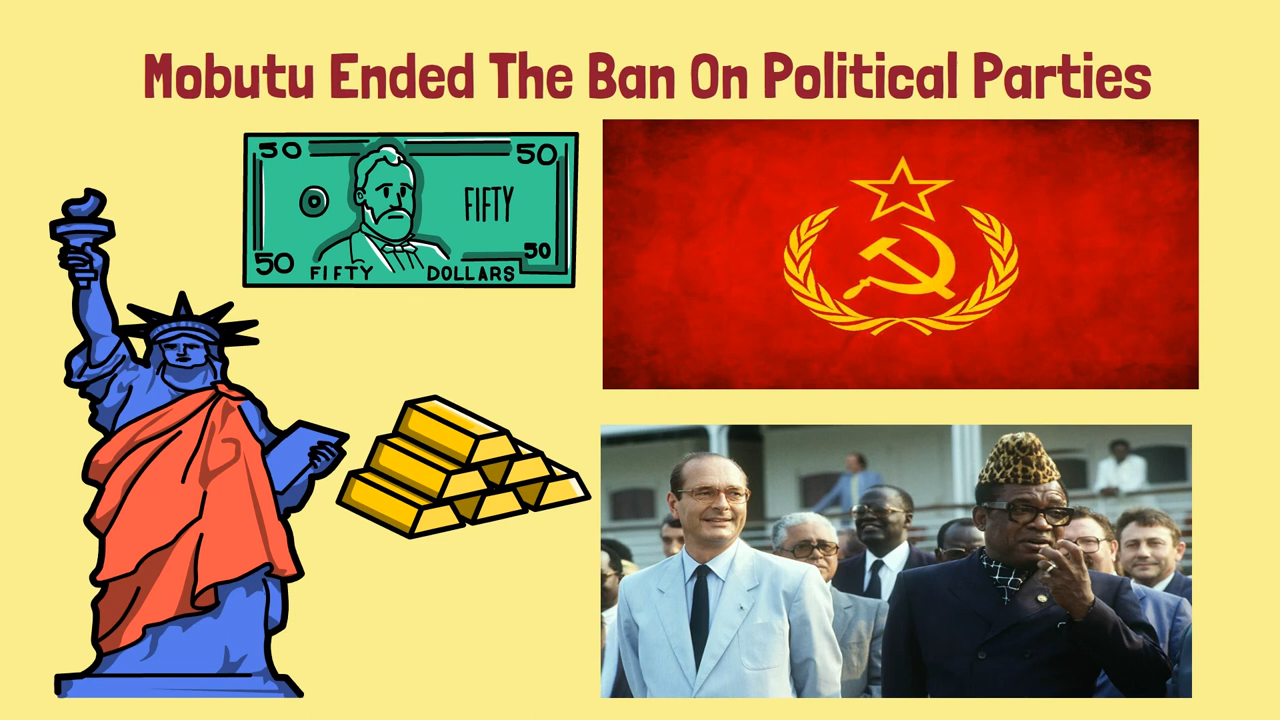 Mobutu Ended The Ban On Political Parties
50 50
FIFTY
50 50
FIFTY DOLLARS